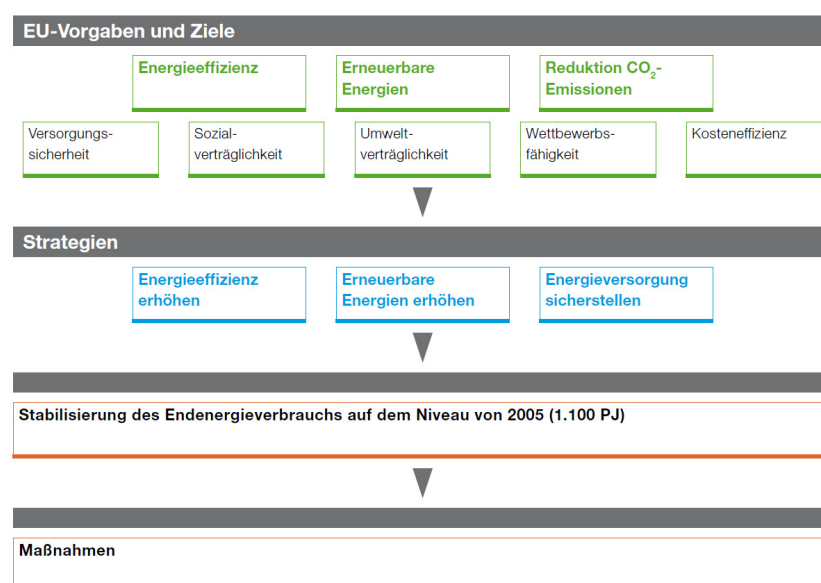 EU-Vorgaben und Ziele
Energieeffizienz
Erneuerbare
Energien
Reduktion CO₂-
Emissionen
Versorgungs-
sicherheit
Sozial-
verträglichkeit
Umwelt-
verträglichkeit
Wettbewerbs-
fähigkeit
Kosteneffizienz
Strategien
Energieeffizienz
erhöhen
Erneuerbare
Energien erhöhen
Energieversorgung
sicherstellen
Stabilisierung des Endenergieverbrauchs auf dem Niveau von 2005 (1.100 PJ)
Maßnahmen